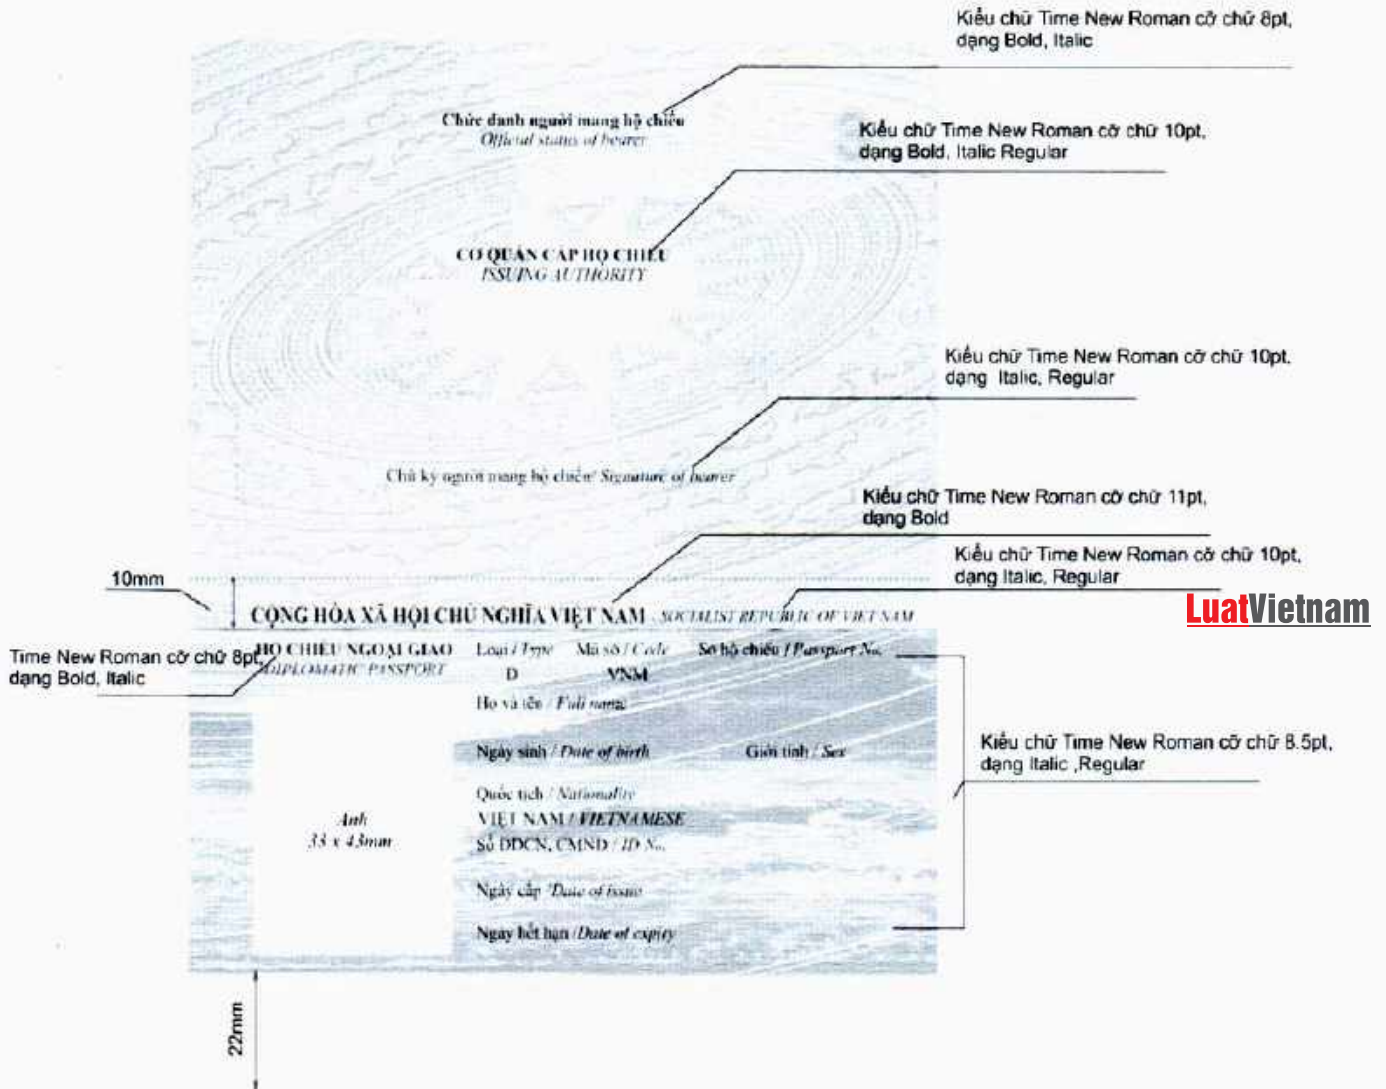 Kiểu chữ Time New Roman cỡ chữ 8pt,
dạng Bold, Italic
Chức danh người mang hộ chiếu
Official status of bearer
Kiểu chữ Time New Roman cỡ chữ 10pt,
dạng Bold, Italic Regular
CƠ QUAN CẤP HỘ CHIẾU
ISSUING AUTHORITY
Kiểu chữ Time New Roman cỡ chữ 10pt,
dạng Italic, Regular
Chữ ký người mang hộ chiếu/ Signature of bearer
Kiểu chữ Time New Roman cỡ chữ 11pt,
dạng Bold
Kiểu chữ Time New Roman cỡ chữ 10pt,
dạng Italic, Regular
10mm
LuatVietnam
CỘNG HÒA XÃ HỘI CHỦ NGHĨA VIỆT NAM SOCIALIST REPUBLIC OF VIET NAM
Time New Roman cỡ chữ 8pt,
dạng Bold, Italic
HỘ CHIẾU NGOẠI GIAO
DIPLOMATIC PASSPORT
Loại / Type Mã số / Code Số hộ chiếu / Passport No.
D VNM
Họ và tên / Full name
Ngày sinh / Date of birth Giới tính / Sex
Kiểu chữ Time New Roman cỡ chữ 8.5pt,
dạng Italic ,Regular
Quốc tịch / Nationality
VIỆT NAM / VIETNAMESE
Số ĐDCN, CMND / ID No.
Ảnh
33 x 43mm
Ngày cấp / Date of issue
Ngày hết hạn / Date of expiry
22mm